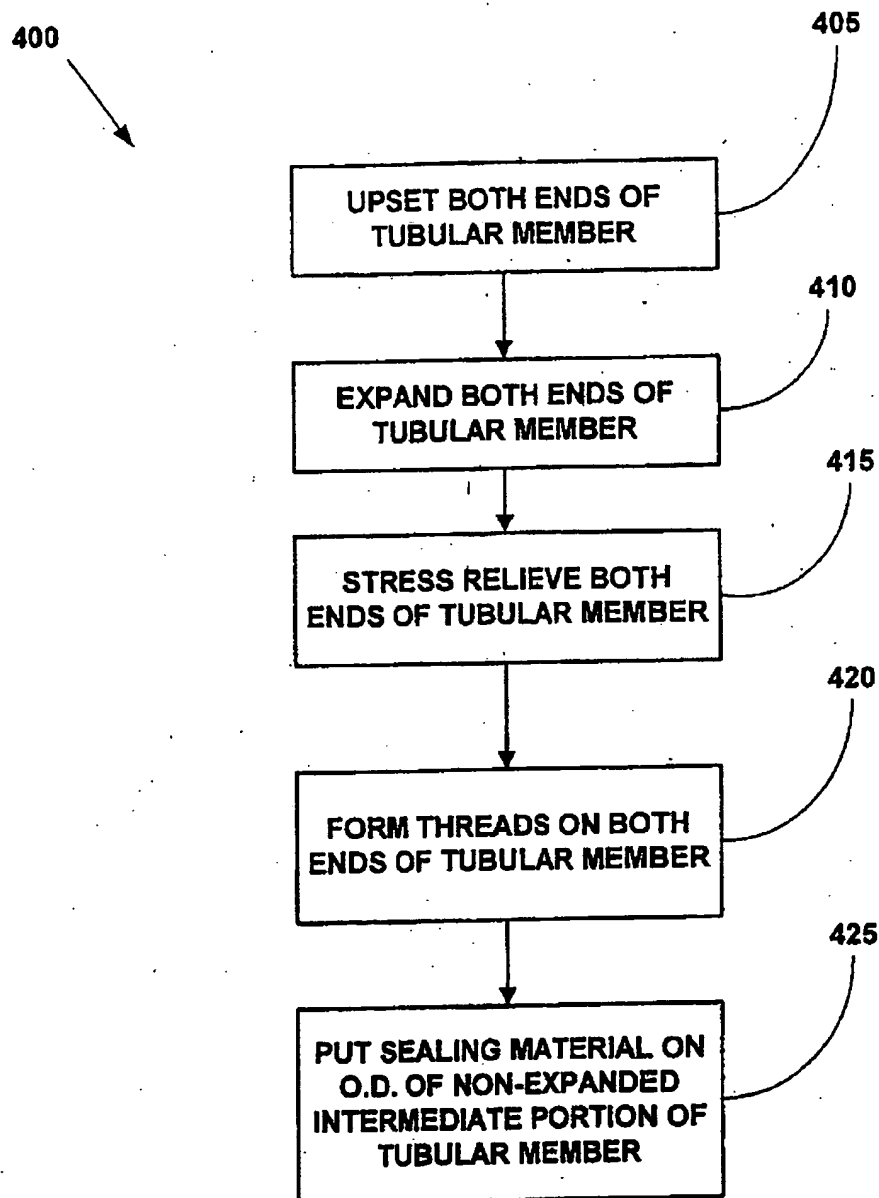 400
405
UPSET BOTH ENDS OF
TUBULAR MEMBER
410
EXPAND BOTH ENDS OF
TUBULAR MEMBER
415
STRESS RELIEVE BOTH
ENDS OF TUBULAR MEMBER
420
FORM THREADS ON BOTH
ENDS OF TUBULAR MEMBER
425
PUT SEALING MATERIAL ON
O.D. OF NON-EXPANDED
INTERMEDIATE PORTION OF
TUBULAR MEMBER